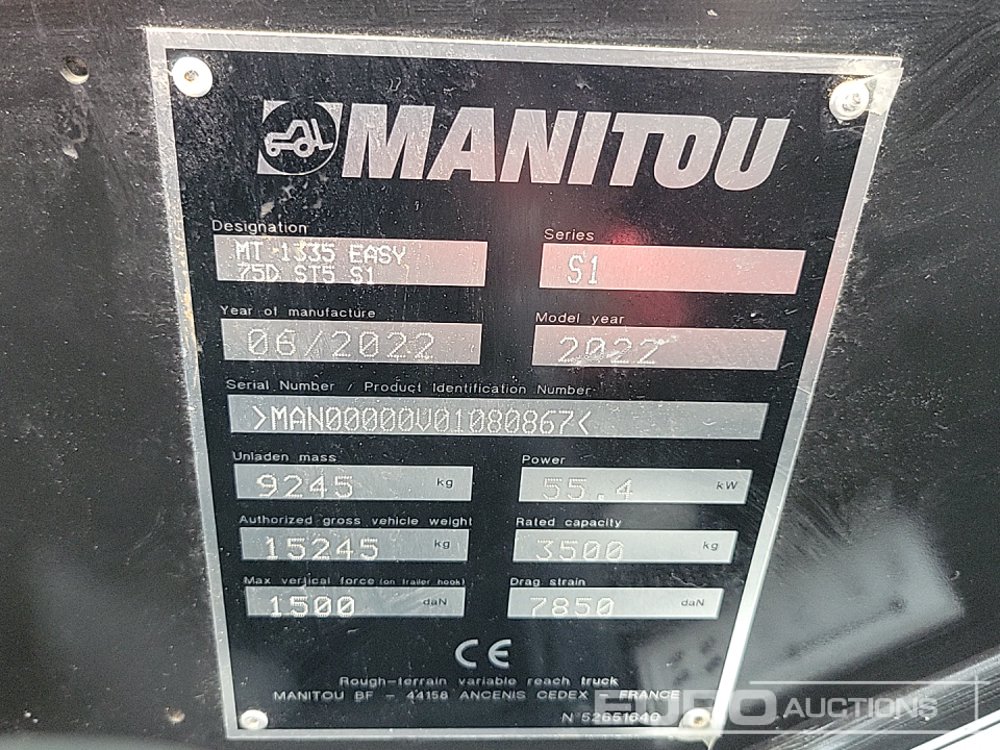 MANITOU
Designation
MT 1335 EASY
75D ST5 S1
Series
S1
Year of manufacture
06/2022
Model year
2022
Serial Number / Product Identification Number
>MAN00000V01080867<
Unladen mass
9245 kg
Power
55.4 kW
Authorized gross vehicle weight
15245 kg
Rated capacity
3500 kg
Max vertical force (on trailer hook)
1500 daN
Drag strain
7850 daN
CE
Rough-terrain variable reach truck
MANITOU BF - 44158 ANCENIS CEDEX - FRANCE
N°52651640
EURO AUCTIONS